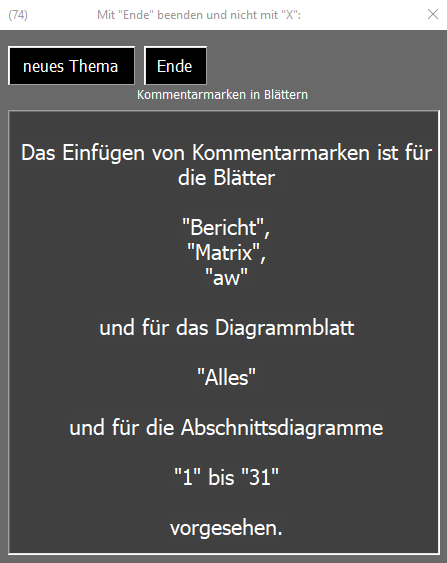 (74) Mit "Ende" beenden und nicht mit "X":
neues Thema Ende
Kommentarmarken in Blättern
Das Einfügen von Kommentarmarken ist für
die Blätter
"Bericht",
"Matrix",
"aw"
und für das Diagrammblatt
"Alles"
und für die Abschnittsdiagramme
"1" bis "31"
vorgesehen.